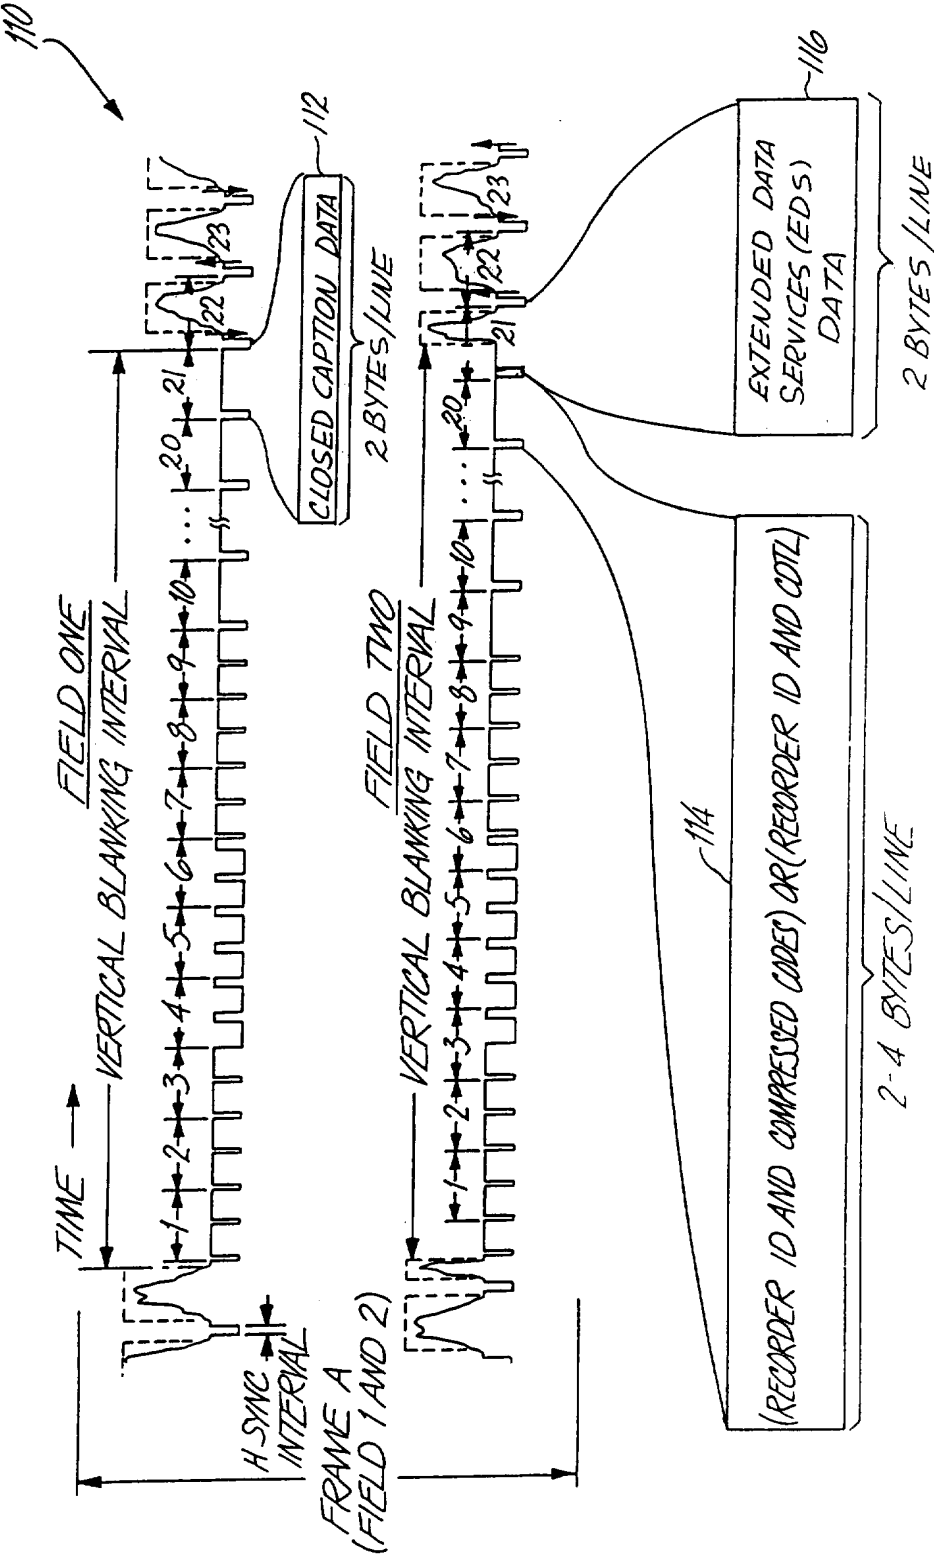 110
TIME
FIELD ONE
VERTICAL BLANKING INTERVAL
1 2 3 4 5 6 7 8 9 10 ... 20 21 22 23
H SYNC
INTERVAL
112
CLOSED CAPTION DATA
2 BYTES/LINE
FRAME A
(FIELD 1 AND 2)
FIELD TWO
VERTICAL BLANKING INTERVAL
1 2 3 4 5 6 7 8 9 10 ... 20 21 22 23
114
(RECORDER ID AND COMPRESSED CODES) OR (RECORDER ID AND COTL)
2-4 BYTES/LINE
116
EXTENDED DATA
SERVICES (EDS)
DATA
2 BYTES/LINE